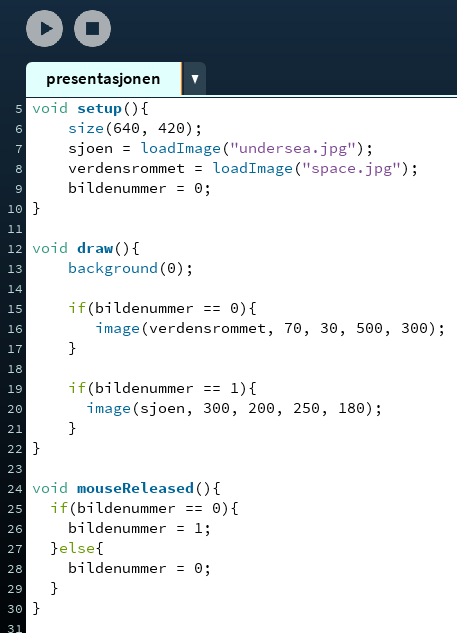 presentasjonen ▼
5 void setup(){
6     size(640, 420);
7     sjoen = loadImage("undersea.jpg");
8     verdensrommet = loadImage("space.jpg");
9     bildenummer = 0;
10 }
11
12 void draw(){
13     background(0);
14
15     if(bildenummer == 0){
16        image(verdensrommet, 70, 30, 500, 300);
17     }
18
19     if(bildenummer == 1){
20       image(sjoen, 300, 200, 250, 180);
21     }
22 }
23
24 void mouseReleased(){
25   if(bildenummer == 0){
26     bildenummer = 1;
27   }else{
28     bildenummer = 0;
29   }
30 }
31